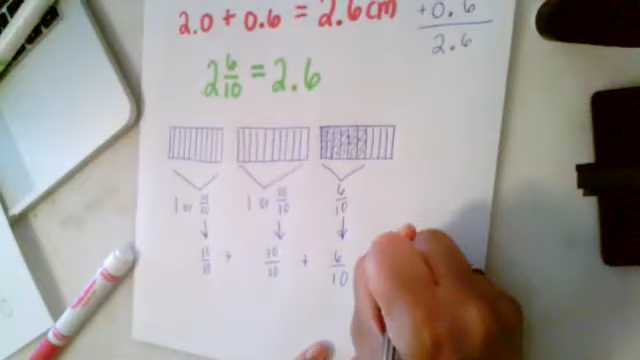 2.0 + 0.6 = 2.6 cm
+0.6
2.6
2 6/10 = 2.6
1 or 10/10 1 or 10/10 6/10
10/10 + 10/10 + 6/10